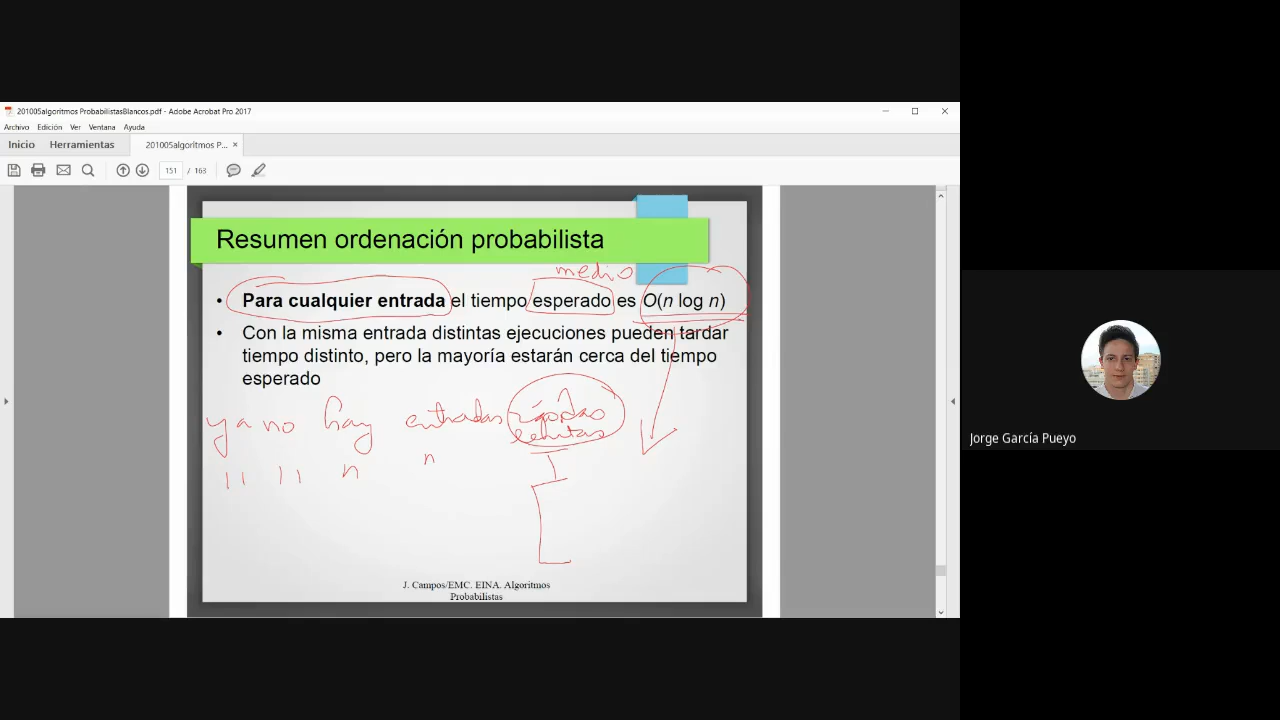 201005algoritmos ProbabilistasBlancos.pdf - Adobe Acrobat Pro 2017
Archivo Edición Ver Ventana Ayuda
Inicio Herramientas 201005algoritmos P... ×
151 / 163
Resumen ordenación probabilista
medio
• Para cualquier entrada el tiempo esperado es O(n log n)
• Con la misma entrada distintas ejecuciones pueden tardar
tiempo distinto, pero la mayoría estarán cerca del tiempo
esperado
ya no hay entradas rápidas
lentas
" " n n
J. Campos/EMC. EINA. Algoritmos
Probabilistas
Jorge García Pueyo